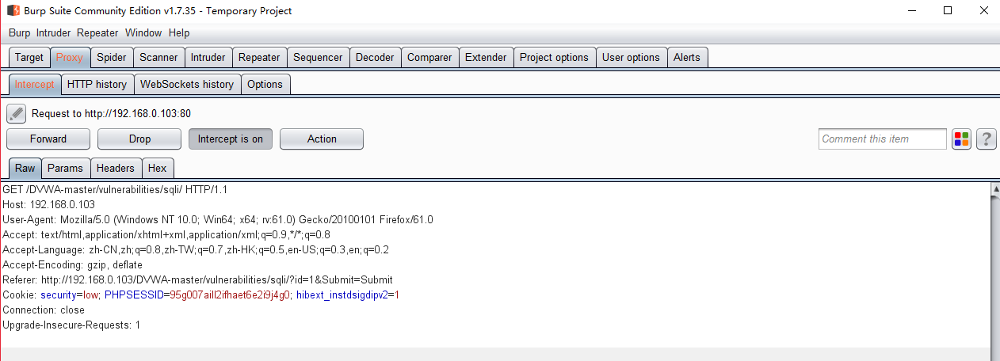 Burp Suite Community Edition v1.7.35 - Temporary Project
Burp Intruder Repeater Window Help
Target Proxy Spider Scanner Intruder Repeater Sequencer Decoder Comparer Extender Project options User options Alerts
Intercept HTTP history WebSockets history Options
Request to http://192.168.0.103:80
Forward Drop Intercept is on Action Comment this item ?
Raw Params Headers Hex
GET /DVWA-master/vulnerabilities/sqli/ HTTP/1.1
Host: 192.168.0.103
User-Agent: Mozilla/5.0 (Windows NT 10.0; Win64; x64; rv:61.0) Gecko/20100101 Firefox/61.0
Accept: text/html,application/xhtml+xml,application/xml;q=0.9,*/*;q=0.8
Accept-Language: zh-CN,zh;q=0.8,zh-TW;q=0.7,zh-HK;q=0.5,en-US;q=0.3,en;q=0.2
Accept-Encoding: gzip, deflate
Referer: http://192.168.0.103/DVWA-master/vulnerabilities/sqli/?id=1&Submit=Submit
Cookie: security=low; PHPSESSID=95g007aill2ifhaet6e2i9j4g0; hibext_instdsigdipv2=1
Connection: close
Upgrade-Insecure-Requests: 1